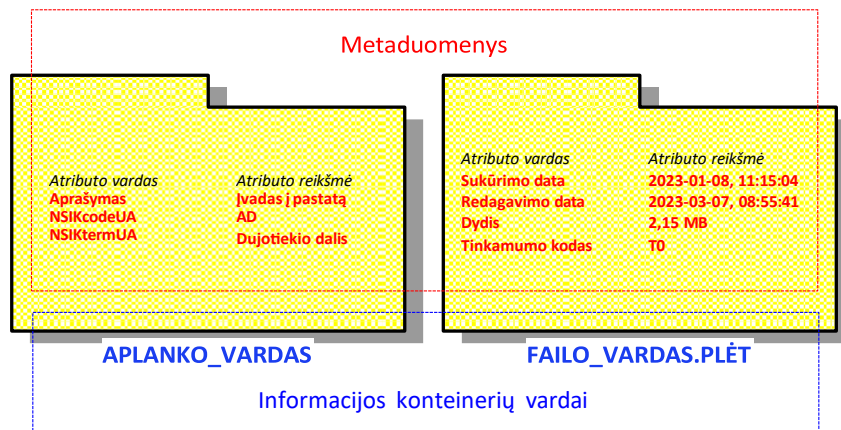 Metaduomenys
Atributo vardas Atributo reikšmė
Aprašymas Įvadas į pastatą
NSIKcodeUA AD
NSIKtermUA Dujotiekio dalis
Atributo vardas Atributo reikšmė
Sukūrimo data 2023-01-08, 11:15:04
Redagavimo data 2023-03-07, 08:55:41
Dydis 2,15 MB
Tinkamumo kodas T0
APLANKO_VARDAS FAILO_VARDAS.PLĖT
Informacijos konteinerių vardai